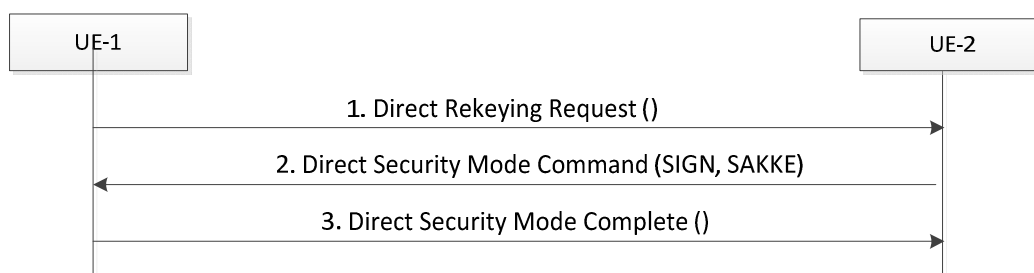 UE-1
UE-2
1. Direct Rekeying Request ()
2. Direct Security Mode Command (SIGN, SAKKE)
3. Direct Security Mode Complete ()